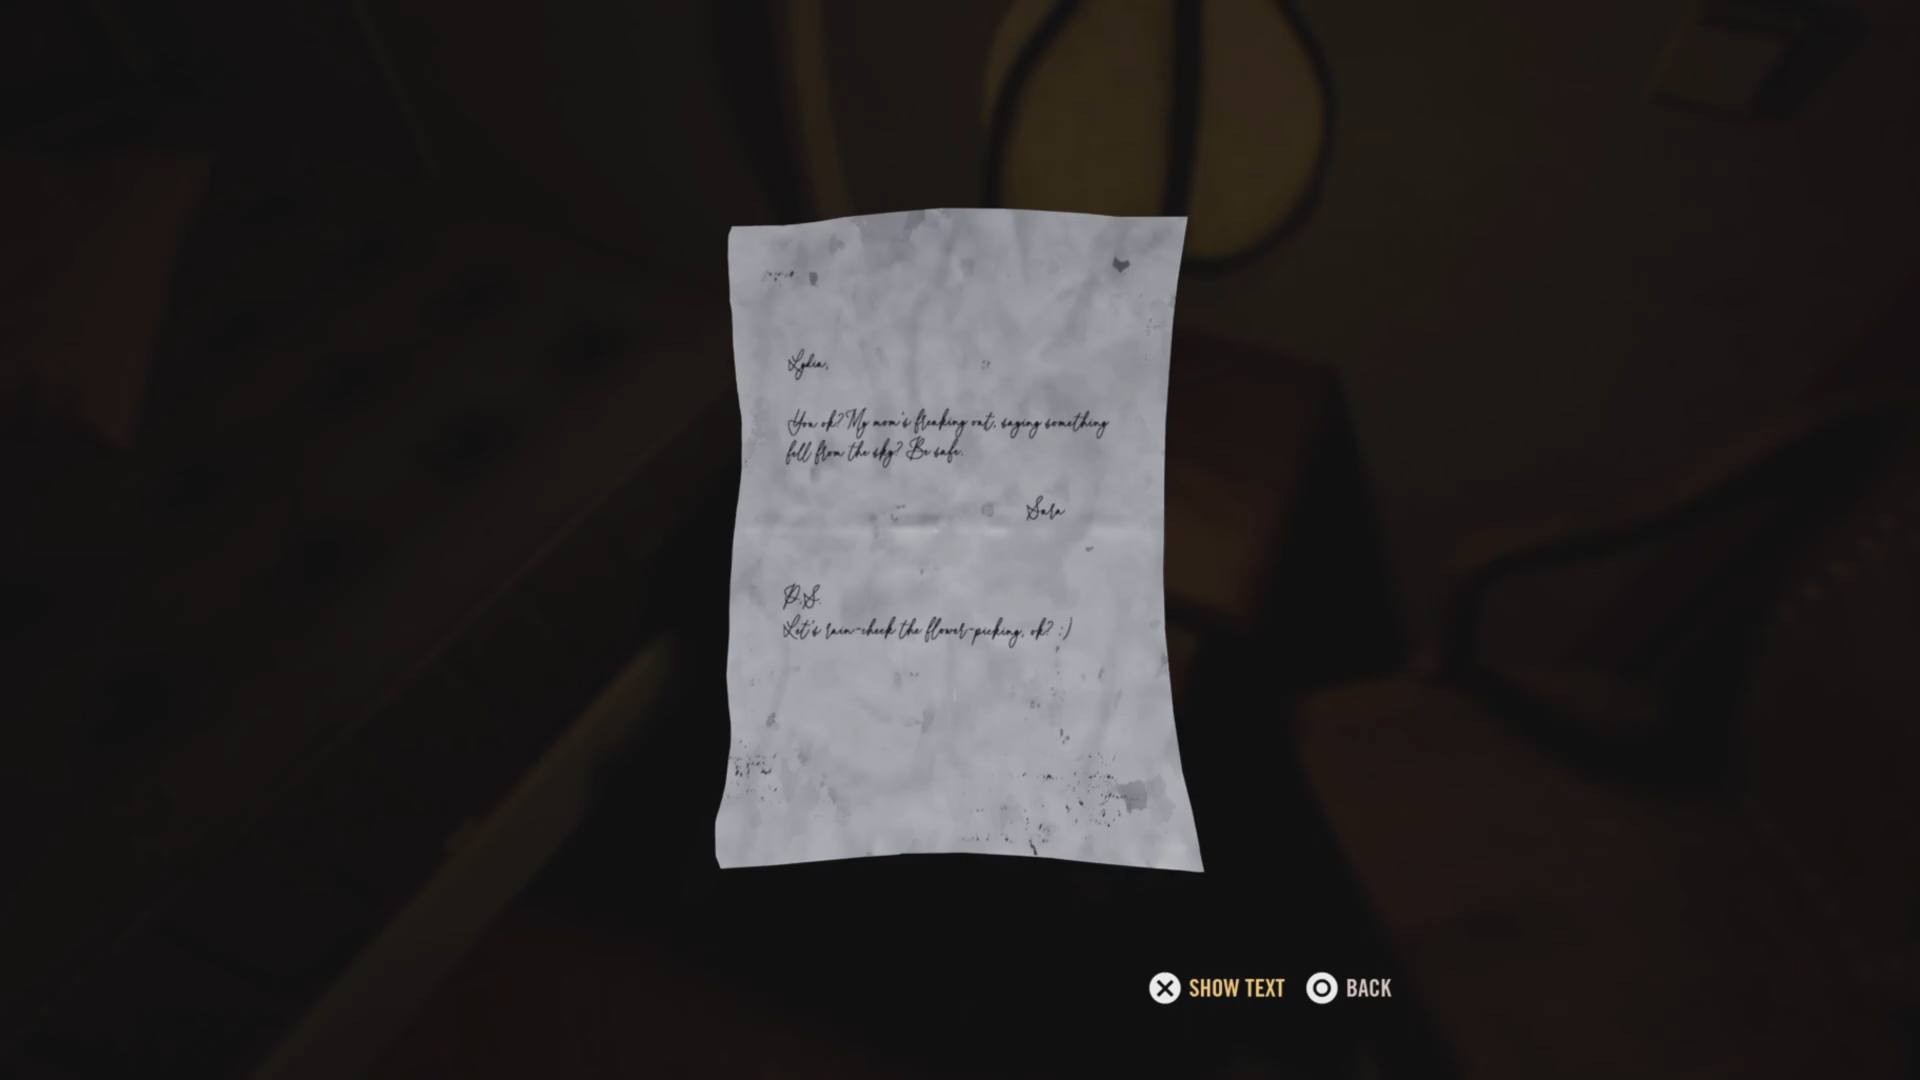 Lydia,
You ok? My mom's freaking out, saying something
fell from the sky? Be safe.
Sara
P.S.
Let's rain-check the flower-picking, ok? :)
SHOW TEXT BACK